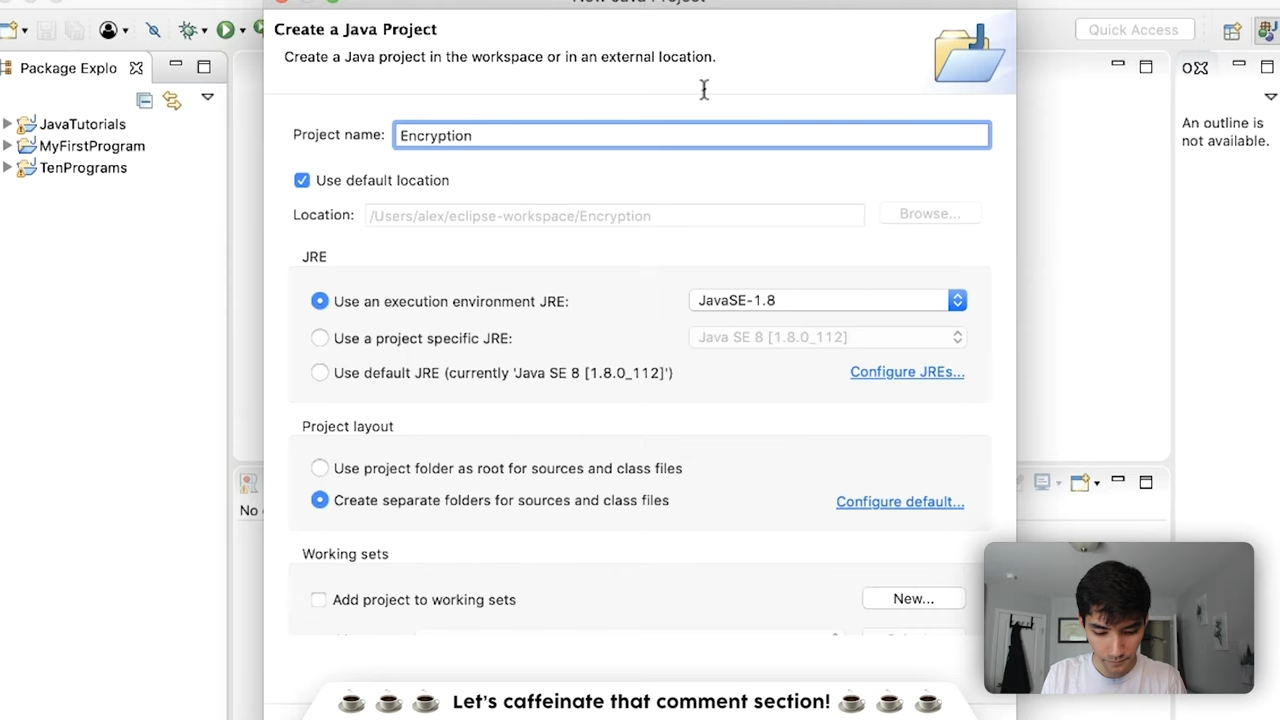 New Java Project
Create a Java Project
Create a Java project in the workspace or in an external location.
Quick Access
Package Explo
JavaTutorials
MyFirstProgram
TenPrograms
Project name: Encryption
Use default location
Location: /Users/alex/eclipse-workspace/Encryption Browse...
JRE
Use an execution environment JRE: JavaSE-1.8
Use a project specific JRE: Java SE 8 [1.8.0_112]
Use default JRE (currently 'Java SE 8 [1.8.0_112]') Configure JREs...
Project layout
Use project folder as root for sources and class files
Create separate folders for sources and class files Configure default...
Working sets
Add project to working sets New...
No
O
An outline is
not available.
Let's caffeinate that comment section!